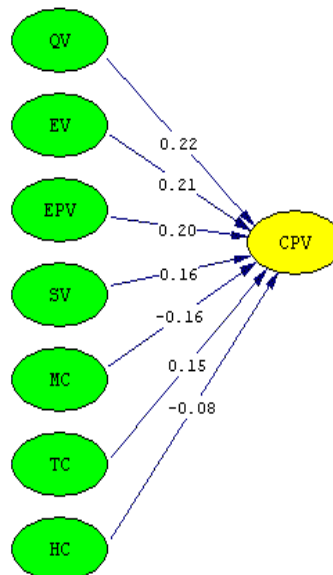 QV
0.22
EV
0.21
EPV
0.20
CPV
SV
0.16
-0.16
MC
0.15
-0.08
TC
HC